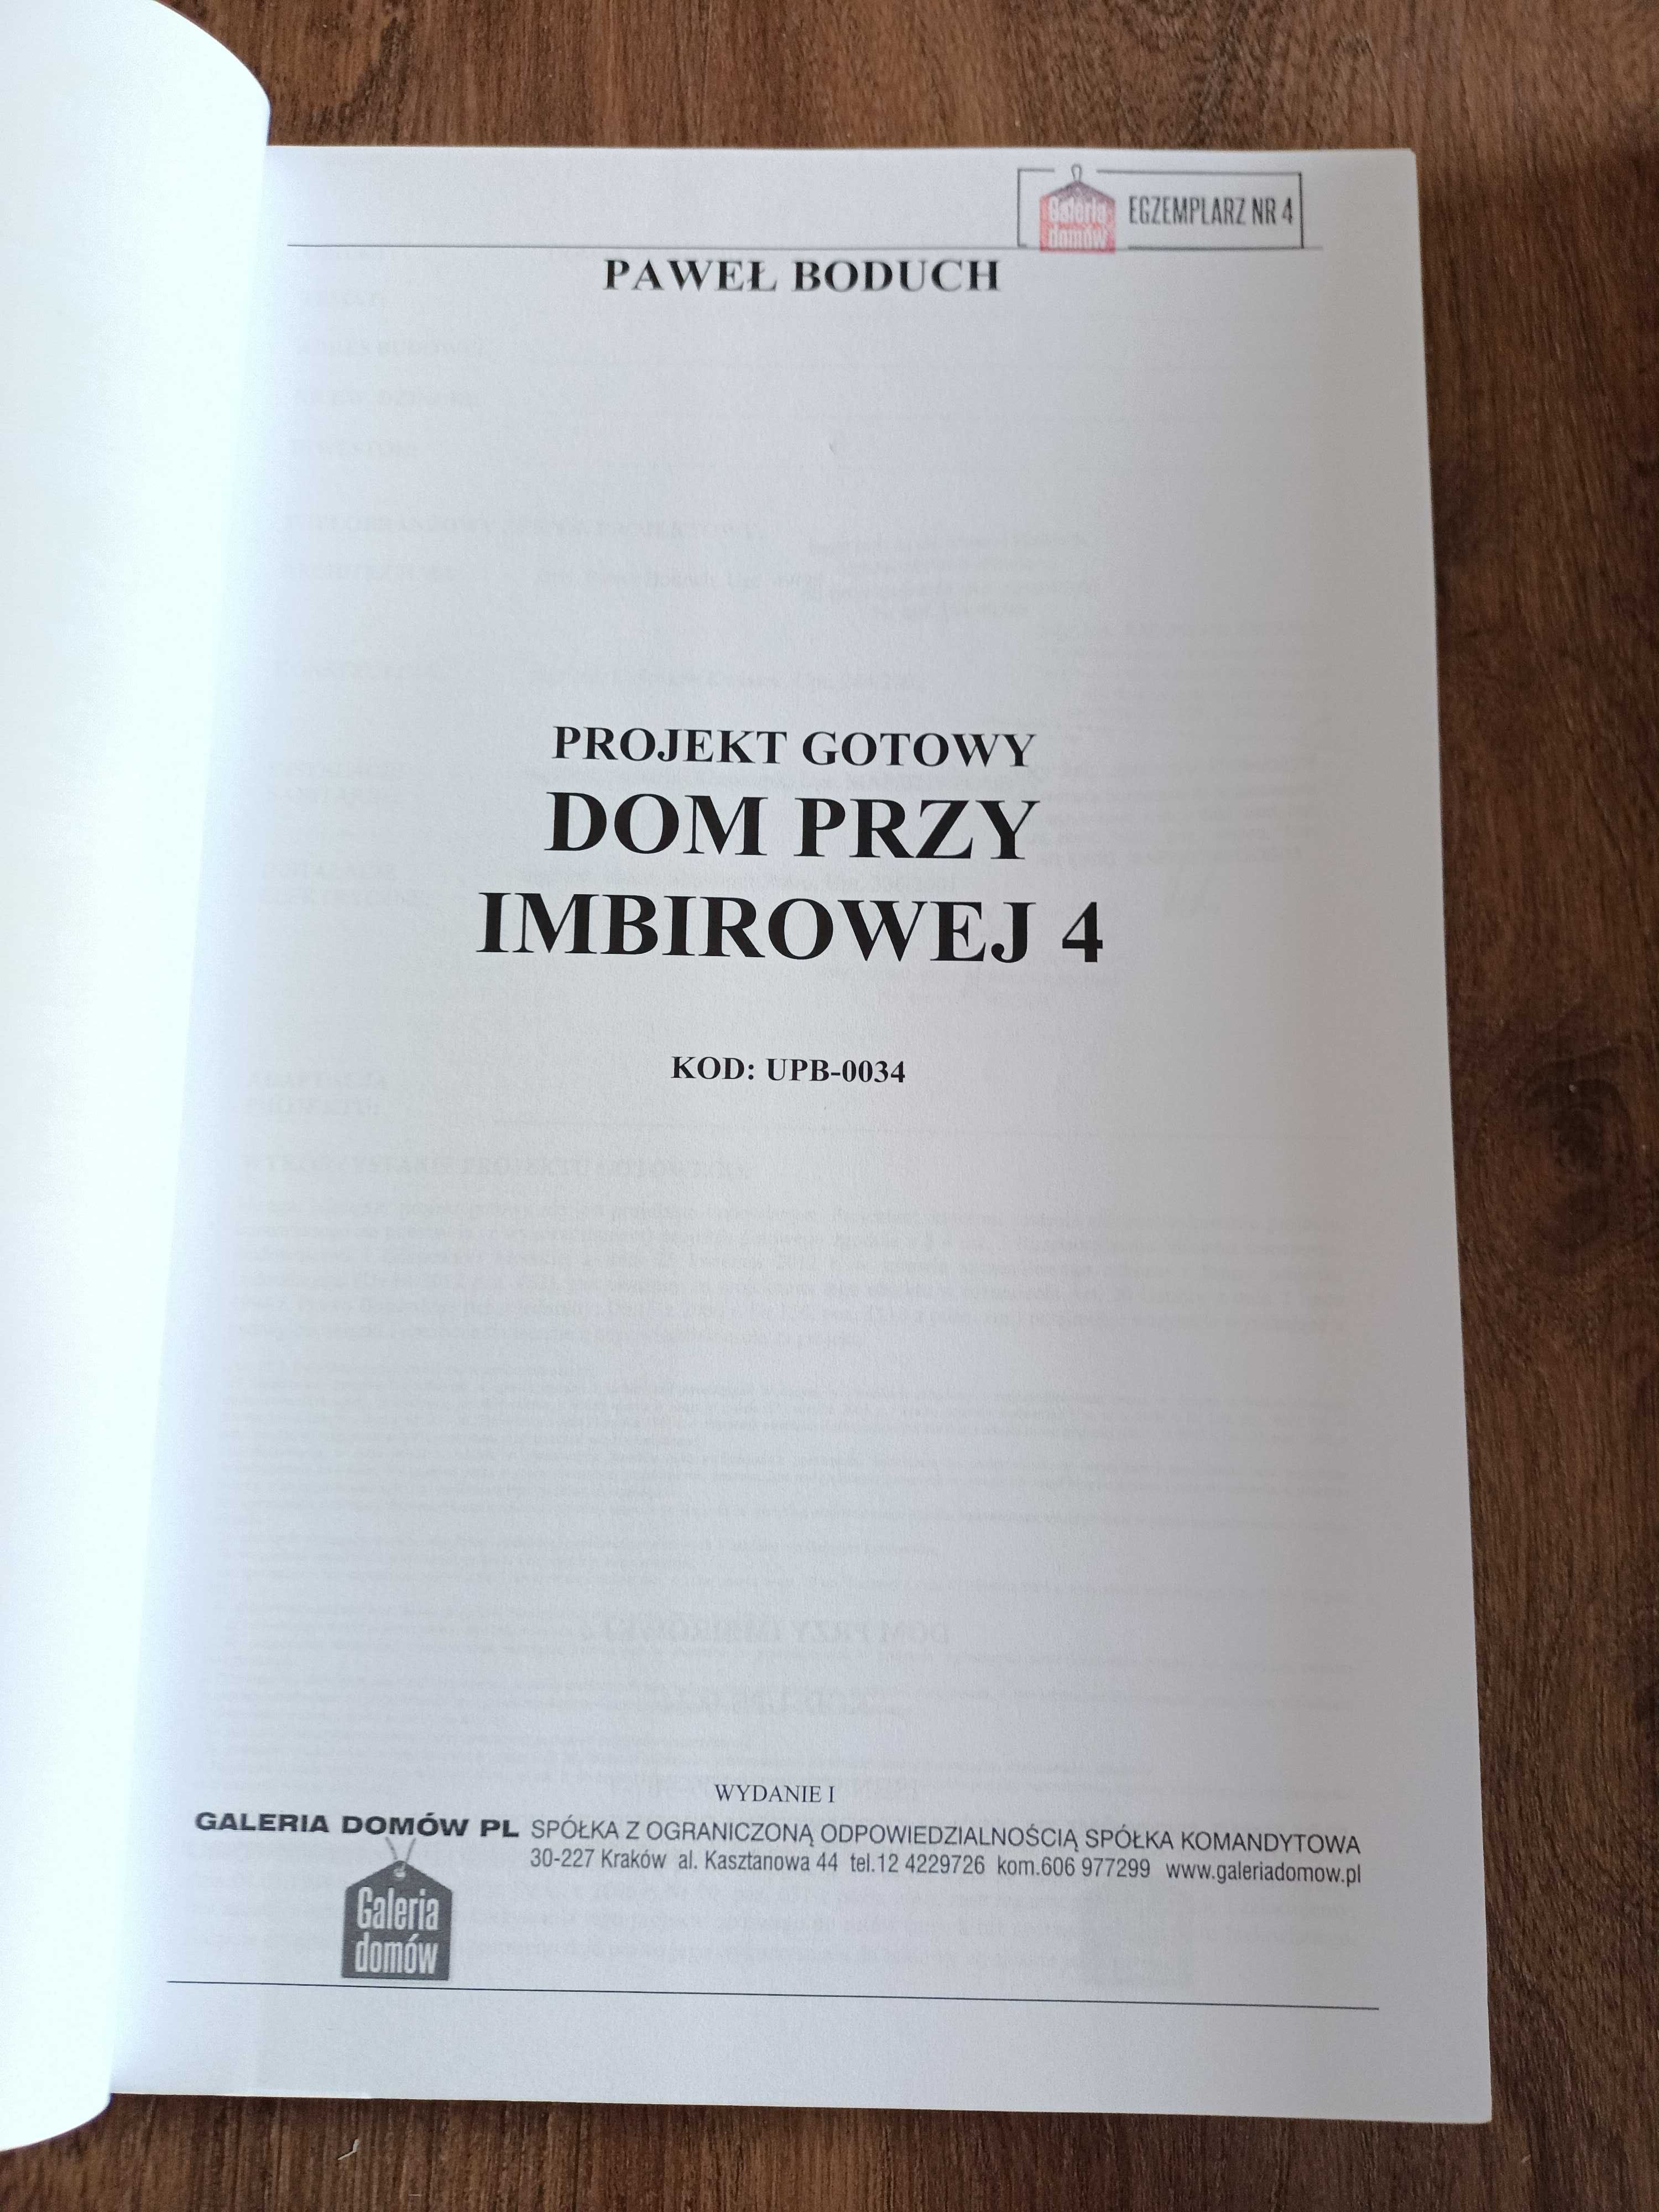 Galeria
domów
EGZEMPLARZ NR 4
PAWEŁ BODUCH
PROJEKT GOTOWY
DOM PRZY
IMBIROWEJ 4
KOD: UPB-0034
WYDANIE I
GALERIA DOMÓW PL SPÓŁKA Z OGRANICZONĄ ODPOWIEDZIALNOŚCIĄ SPÓŁKA KOMANDYTOWA
30-227 Kraków al. Kasztanowa 44 tel.12 4229726 kom.606 977299 www.galeriadomow.pl
Galeria
domów